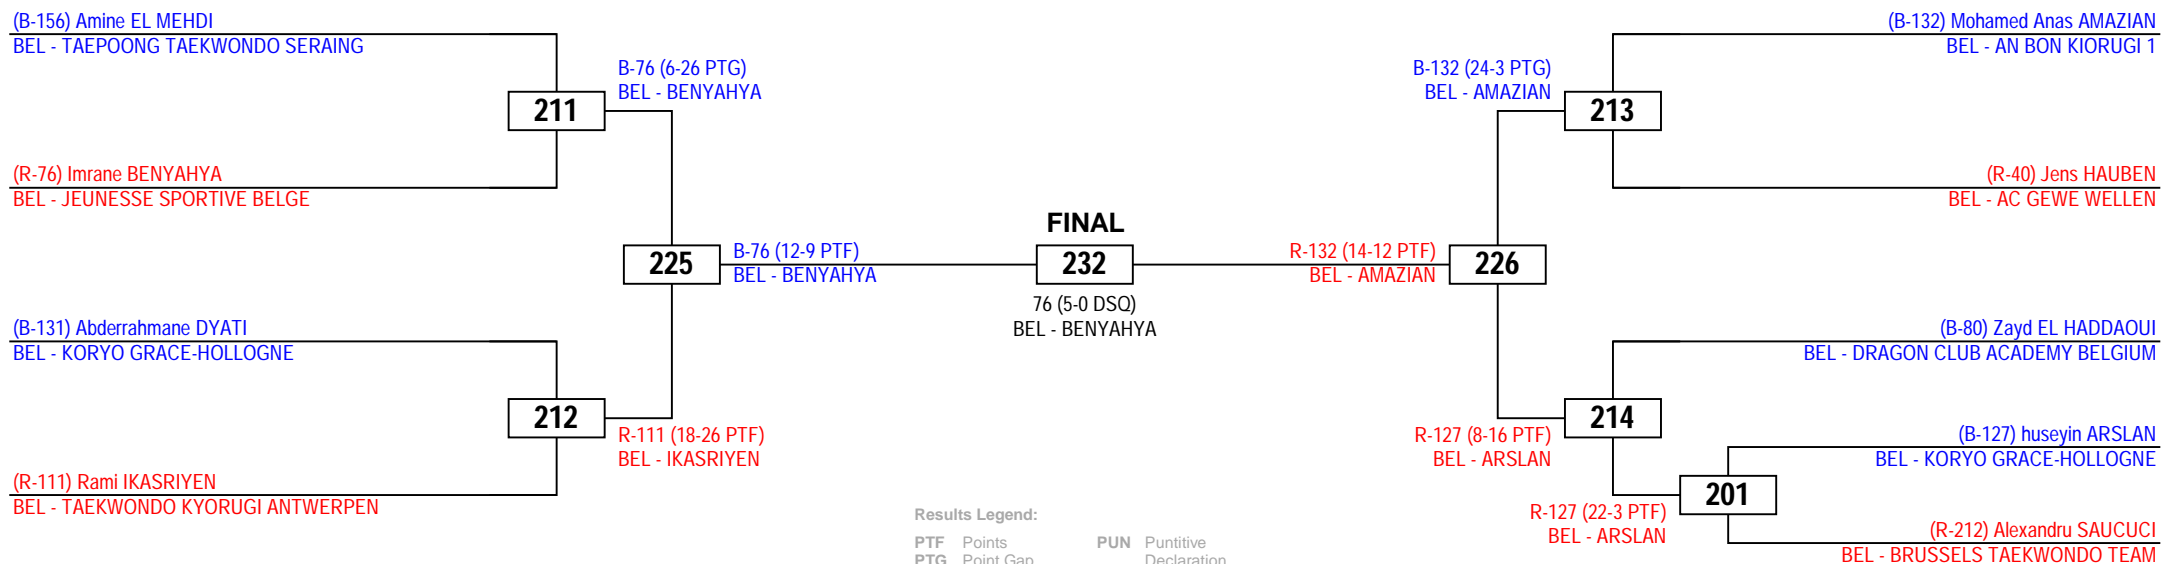 (B-156) Amine EL MEHDI
BEL - TAEPOONG TAEKWONDO SERAING
B-76 (6-26 PTG)
BEL - BENYAHYA
211
(R-76) Imrane BENYAHYA
BEL - JEUNESSE SPORTIVE BELGE
225
B-76 (12-9 PTF)
BEL - BENYAHYA
(B-131) Abderrahmane DYATI
BEL - KORYO GRACE-HOLLOGNE
212
R-111 (18-26 PTF)
BEL - IKASRIYEN
(R-111) Rami IKASRIYEN
BEL - TAEKWONDO KYORUGI ANTWERPEN
FINAL
232
76 (5-0 DSQ)
BEL - BENYAHYA
(B-132) Mohamed Anas AMAZIAN
BEL - AN BON KIORUGI 1
B-132 (24-3 PTG)
BEL - AMAZIAN
213
(R-40) Jens HAUBEN
BEL - AC GEWE WELLEN
R-132 (14-12 PTF)
BEL - AMAZIAN
226
(B-80) Zayd EL HADDAOUI
BEL - DRAGON CLUB ACADEMY BELGIUM
214
R-127 (8-16 PTF)
BEL - ARSLAN
(B-127) huseyin ARSLAN
BEL - KORYO GRACE-HOLLOGNE
201
R-127 (22-3 PTF)
BEL - ARSLAN
(R-212) Alexandru SAUCUCI
BEL - BRUSSELS TAEKWONDO TEAM
Results Legend:
PTF Points PUN Puntitive
PTG Point Gap Declaration